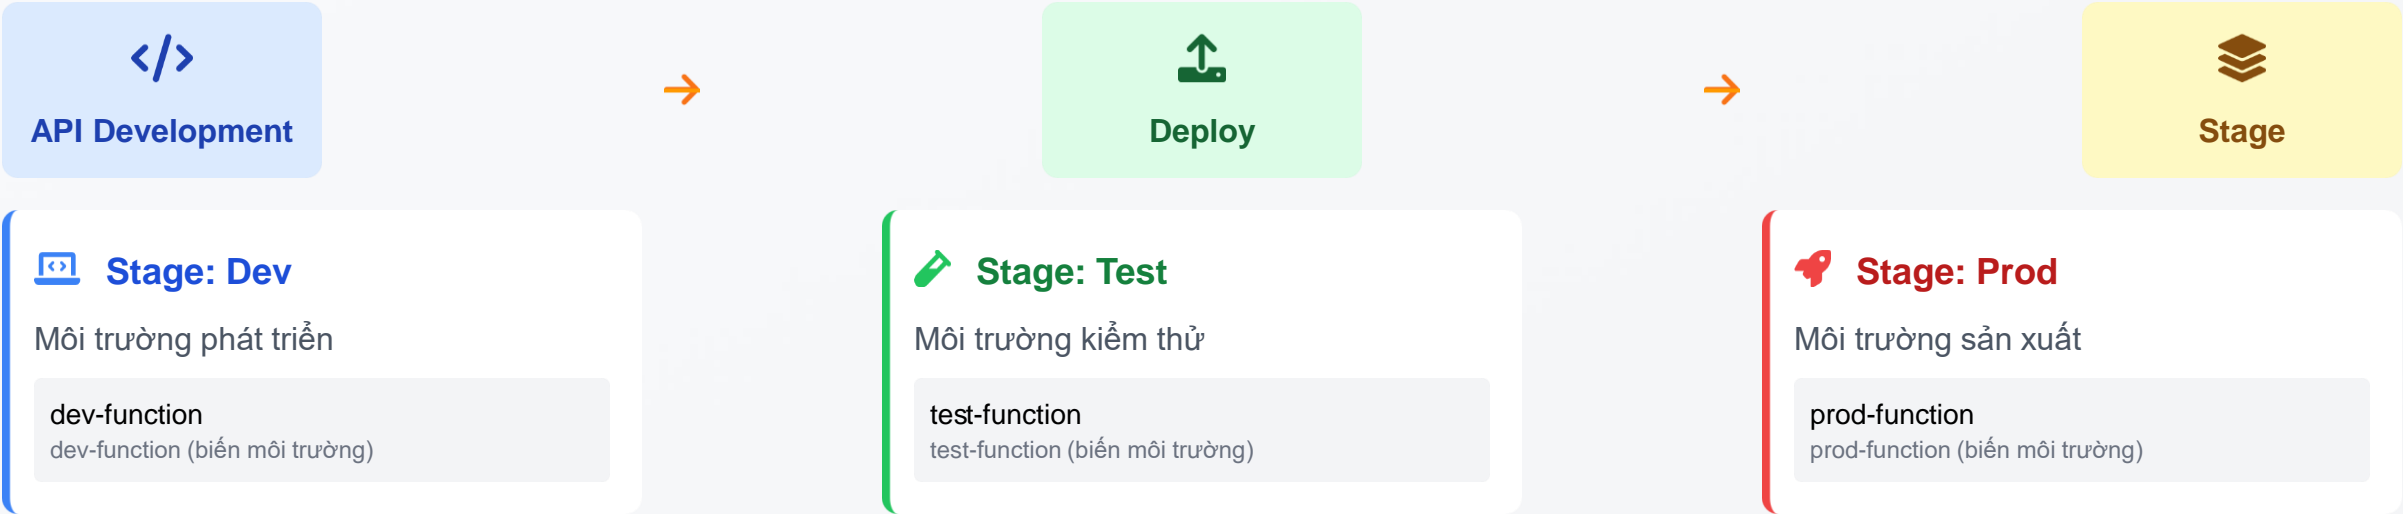 API Development
Deploy
Stage
Stage: Dev
Môi trường phát triển
dev-function
dev-function (biến môi trường)
Stage: Test
Môi trường kiểm thử
test-function
test-function (biến môi trường)
Stage: Prod
Môi trường sản xuất
prod-function
prod-function (biến môi trường)